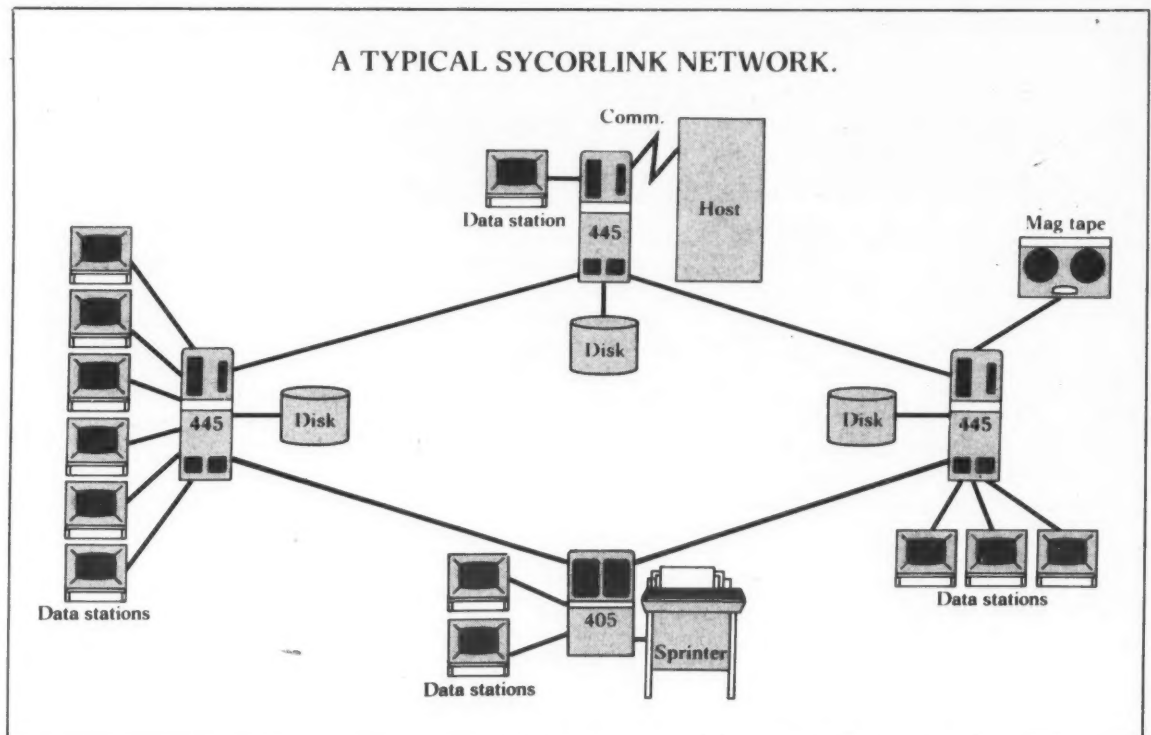 A TYPICAL SYCORLINK NETWORK.
Comm.
Data station
445
Host
Mag tape
Disk
445
Disk
Disk
445
Data stations
405
Sprinter
Data stations
Data stations